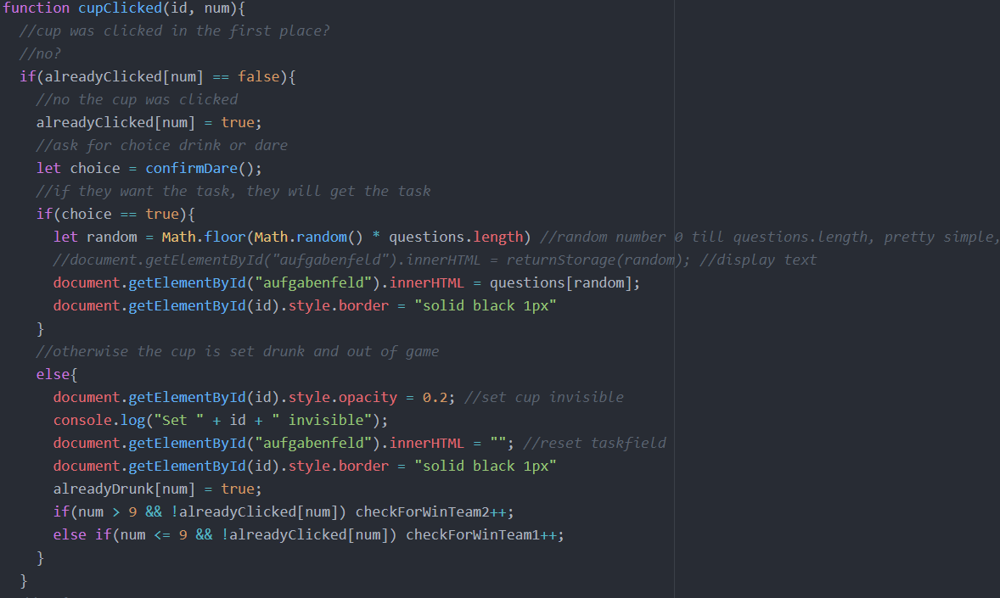 function cupClicked(id, num){
//cup was clicked in the first place?
//no?
if(alreadyClicked[num] == false){
//no the cup was clicked
alreadyClicked[num] = true;
//ask for choice drink or dare
let choice = confirmDare();
//if they want the task, they will get the task
if(choice == true){
let random = Math.floor(Math.random() * questions.length) //random number 0 till questions.length, pretty simple,
//document.getElementById("aufgabenfeld").innerHTML = returnStorage(random); //display text
document.getElementById("aufgabenfeld").innerHTML = questions[random];
document.getElementById(id).style.border = "solid black 1px"
}
//otherwise the cup is set drunk and out of game
else{
document.getElementById(id).style.opacity = 0.2; //set cup invisible
console.log("Set " + id + " invisible");
document.getElementById("aufgabenfeld").innerHTML = ""; //reset taskfield
document.getElementById(id).style.border = "solid black 1px"
alreadyDrunk[num] = true;
if(num > 9 && !alreadyClicked[num]) checkForWinTeam2++;
else if(num <= 9 && !alreadyClicked[num]) checkForWinTeam1++;
}
}